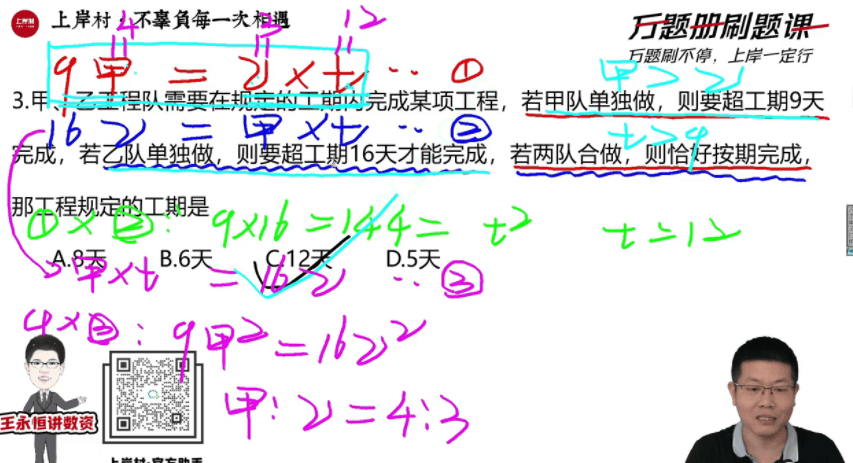 上岸村 上岸村·不辜負每一次相遇
万题册刷题课
万题刷不停，上岸一定行
4 3 12
9甲 = 乙×t … ①
甲>乙
3.甲、乙工程队需要在规定的工期内完成某项工程，若甲队单独做，则要超工期9天
16乙 = 甲×t … ②
t>9
完成，若乙队单独做，则要超工期16天才能完成，若两队合做，则恰好按期完成，
那工程规定的工期是
①×②: 9×16=144= t² t=12
A.8天 B.6天 C.12天 D.5天
甲×t = 16乙 … ③
①×③: 9甲²=16乙²
甲:乙=4:3
王永恒讲数资
上岸村·官方助手